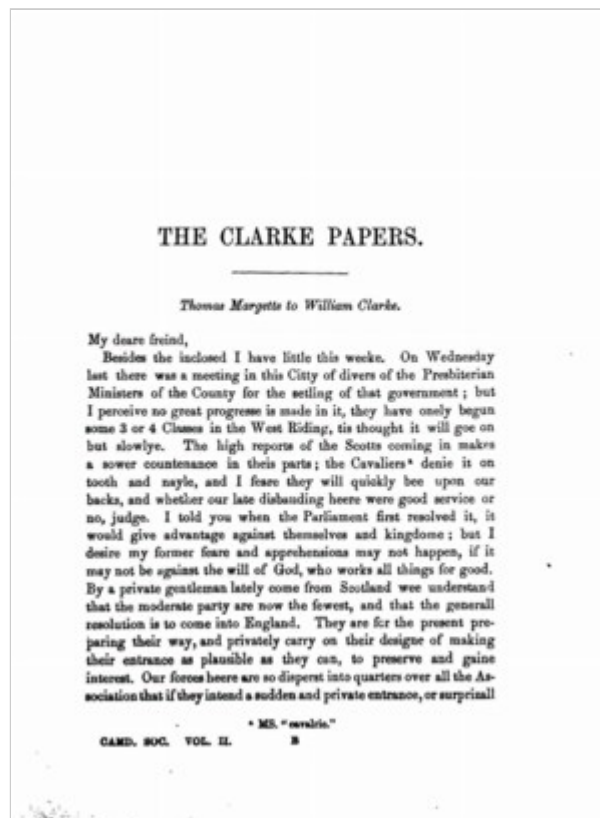 THE CLARKE PAPERS.
Thomas Margetts to William Clarke.
My deare freind,
Besides the inclosed I have little this weeke. On Wednesday
last there was a meeting in this Citty of divers of the Presbiterian
Ministers of the County for the setling of that government; but
I perceive no great progresse is made in it, they have onely begun
some 3 or 4 Classes in the West Riding, tis thought it will goe on
but slowlye. The high reports of the Scotts coming in makes
a sower countenance in theis parts; the Cavaliers* denie it on
tooth and nayle, and I feare they will quickly bee upon our
backs, and whether our late disbanding heere were good service or
no, judge. I told you when the Parliament first resolved it, it
would give advantage against themselves and kingdome; but I
desire my former feare and apprehensions may not happen, if it
may not be against the will of God, who works all things for good.
By a private gentleman lately come from Scotland wee understand
that the moderate party are now the fewest, and that the generall
resolution is to come into England. They are for the present pre-
paring their way, and privately carry on their designe of making
their entrance as plausible as they can, to preserve and gaine
interest. Our forces heere are so disperst into quarters over all the As-
sociation that if they intend a sudden and private entrance, or surprizall
* MS. "cavalrie."
CAMD. SOC. VOL. II. B